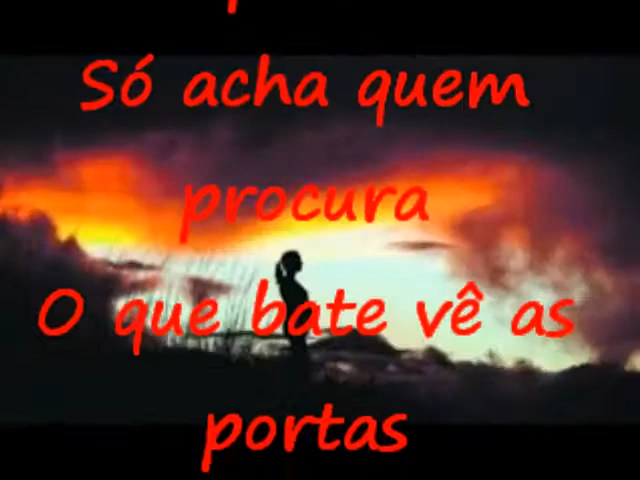 Só acha quem
procura
O que bate vê as
portas